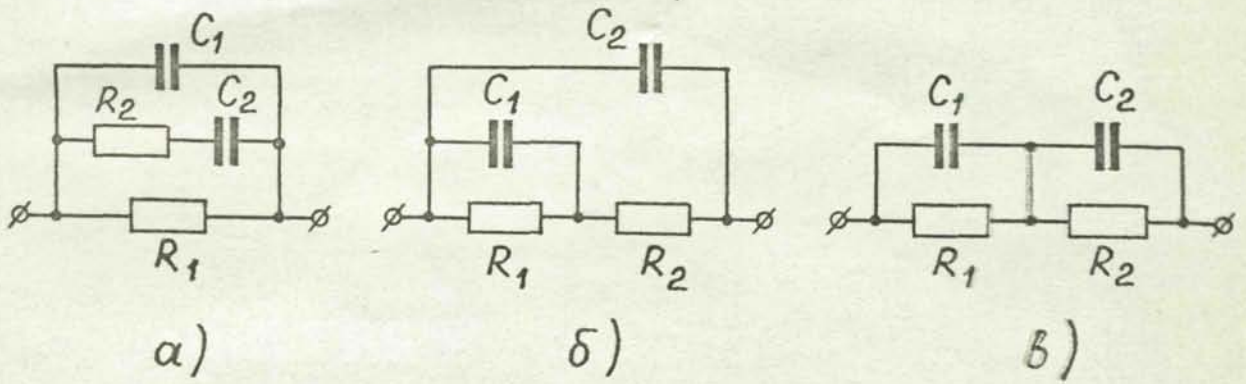 C₁
R₂ C₂
R₁
а)
C₂
C₁
R₁ R₂
б)
C₁ C₂
R₁ R₂
в)